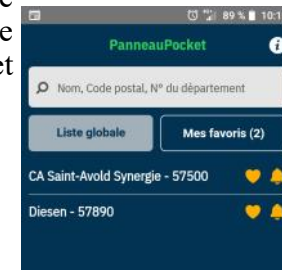 e
et
89 % 10:1
PanneauPocket
Nom, Code postal, N° du département
Liste globale
Mes favoris (2)
CA Saint-Avold Synergie - 57500
Diesen - 57890